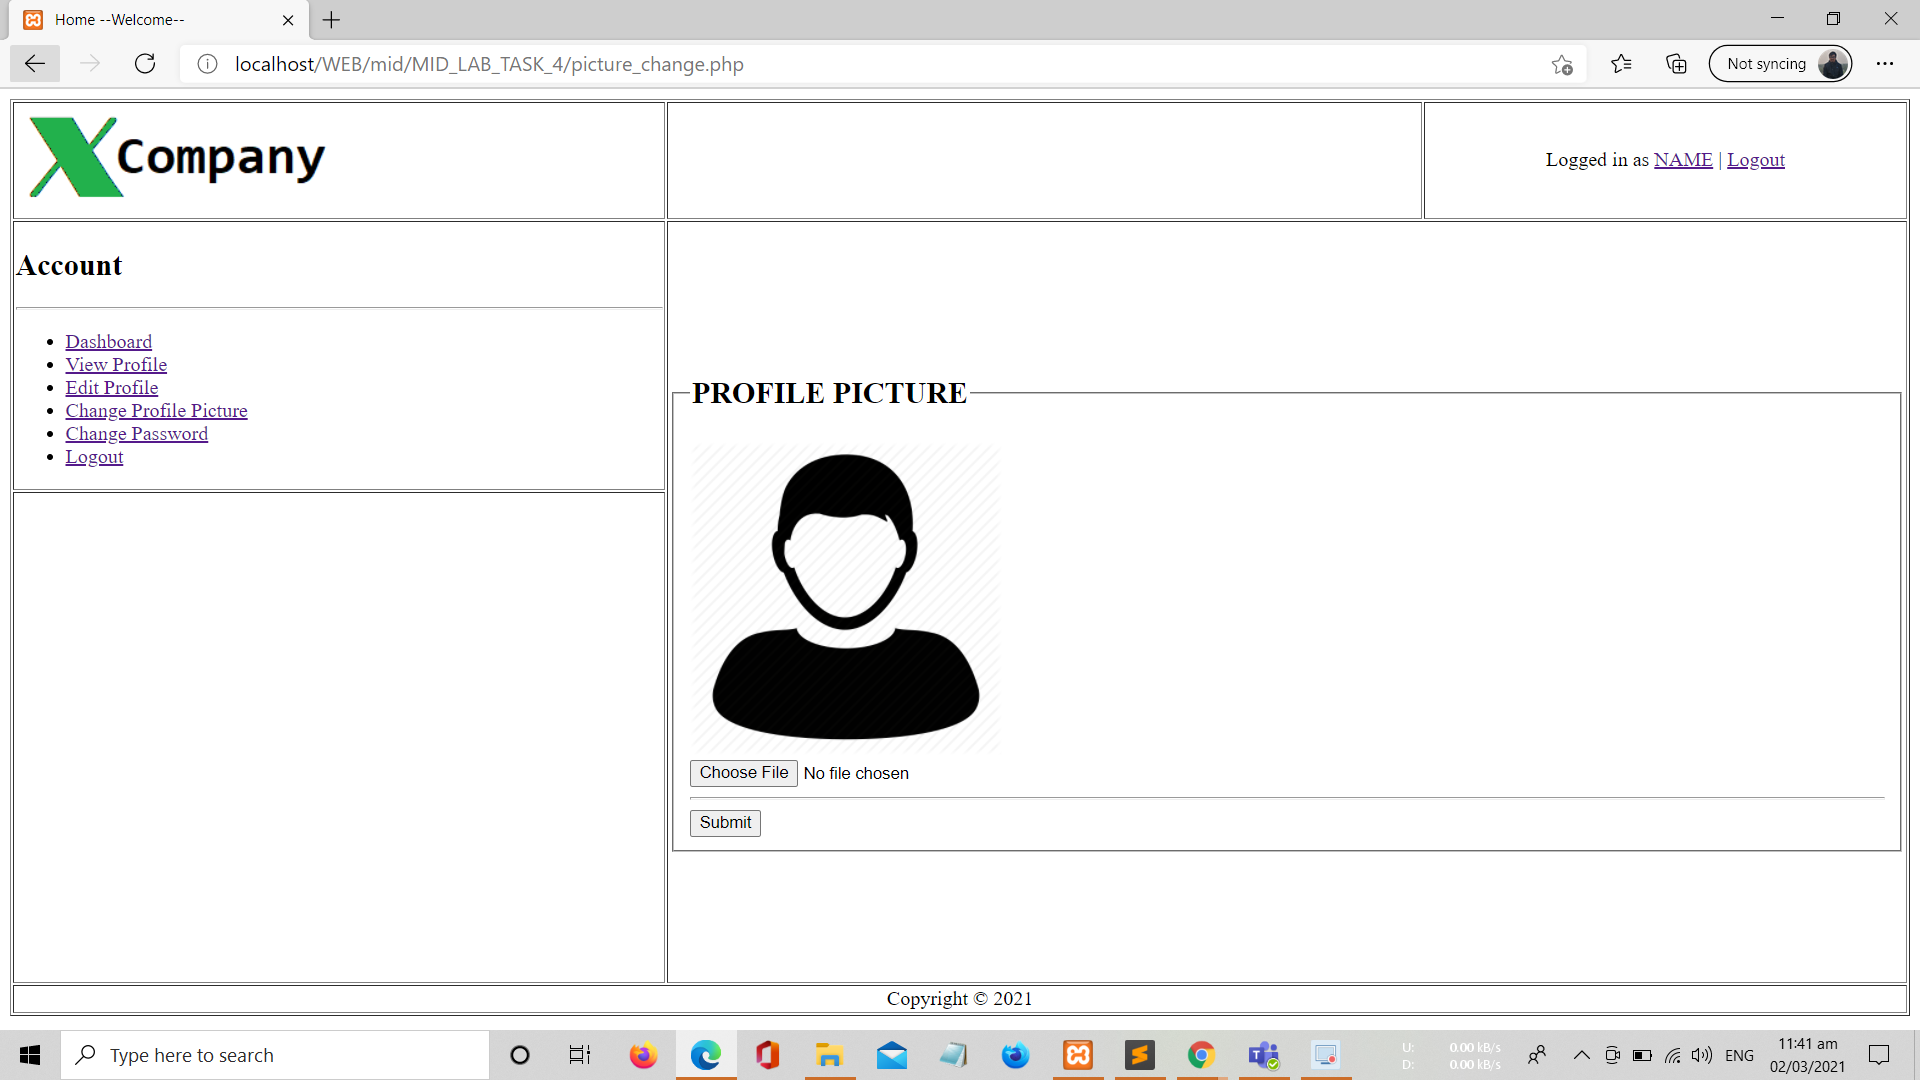 Home --Welcome--
localhost/WEB/mid/MID_LAB_TASK_4/picture_change.php
Not syncing
X Company
Logged in as NAME | Logout
Account
Dashboard
View Profile
Edit Profile
Change Profile Picture
Change Password
Logout
PROFILE PICTURE
Choose File No file chosen
Submit
Copyright © 2021
Type here to search
U: 0.00 kB/s
D: 0.00 kB/s
ENG
11:41 am
02/03/2021